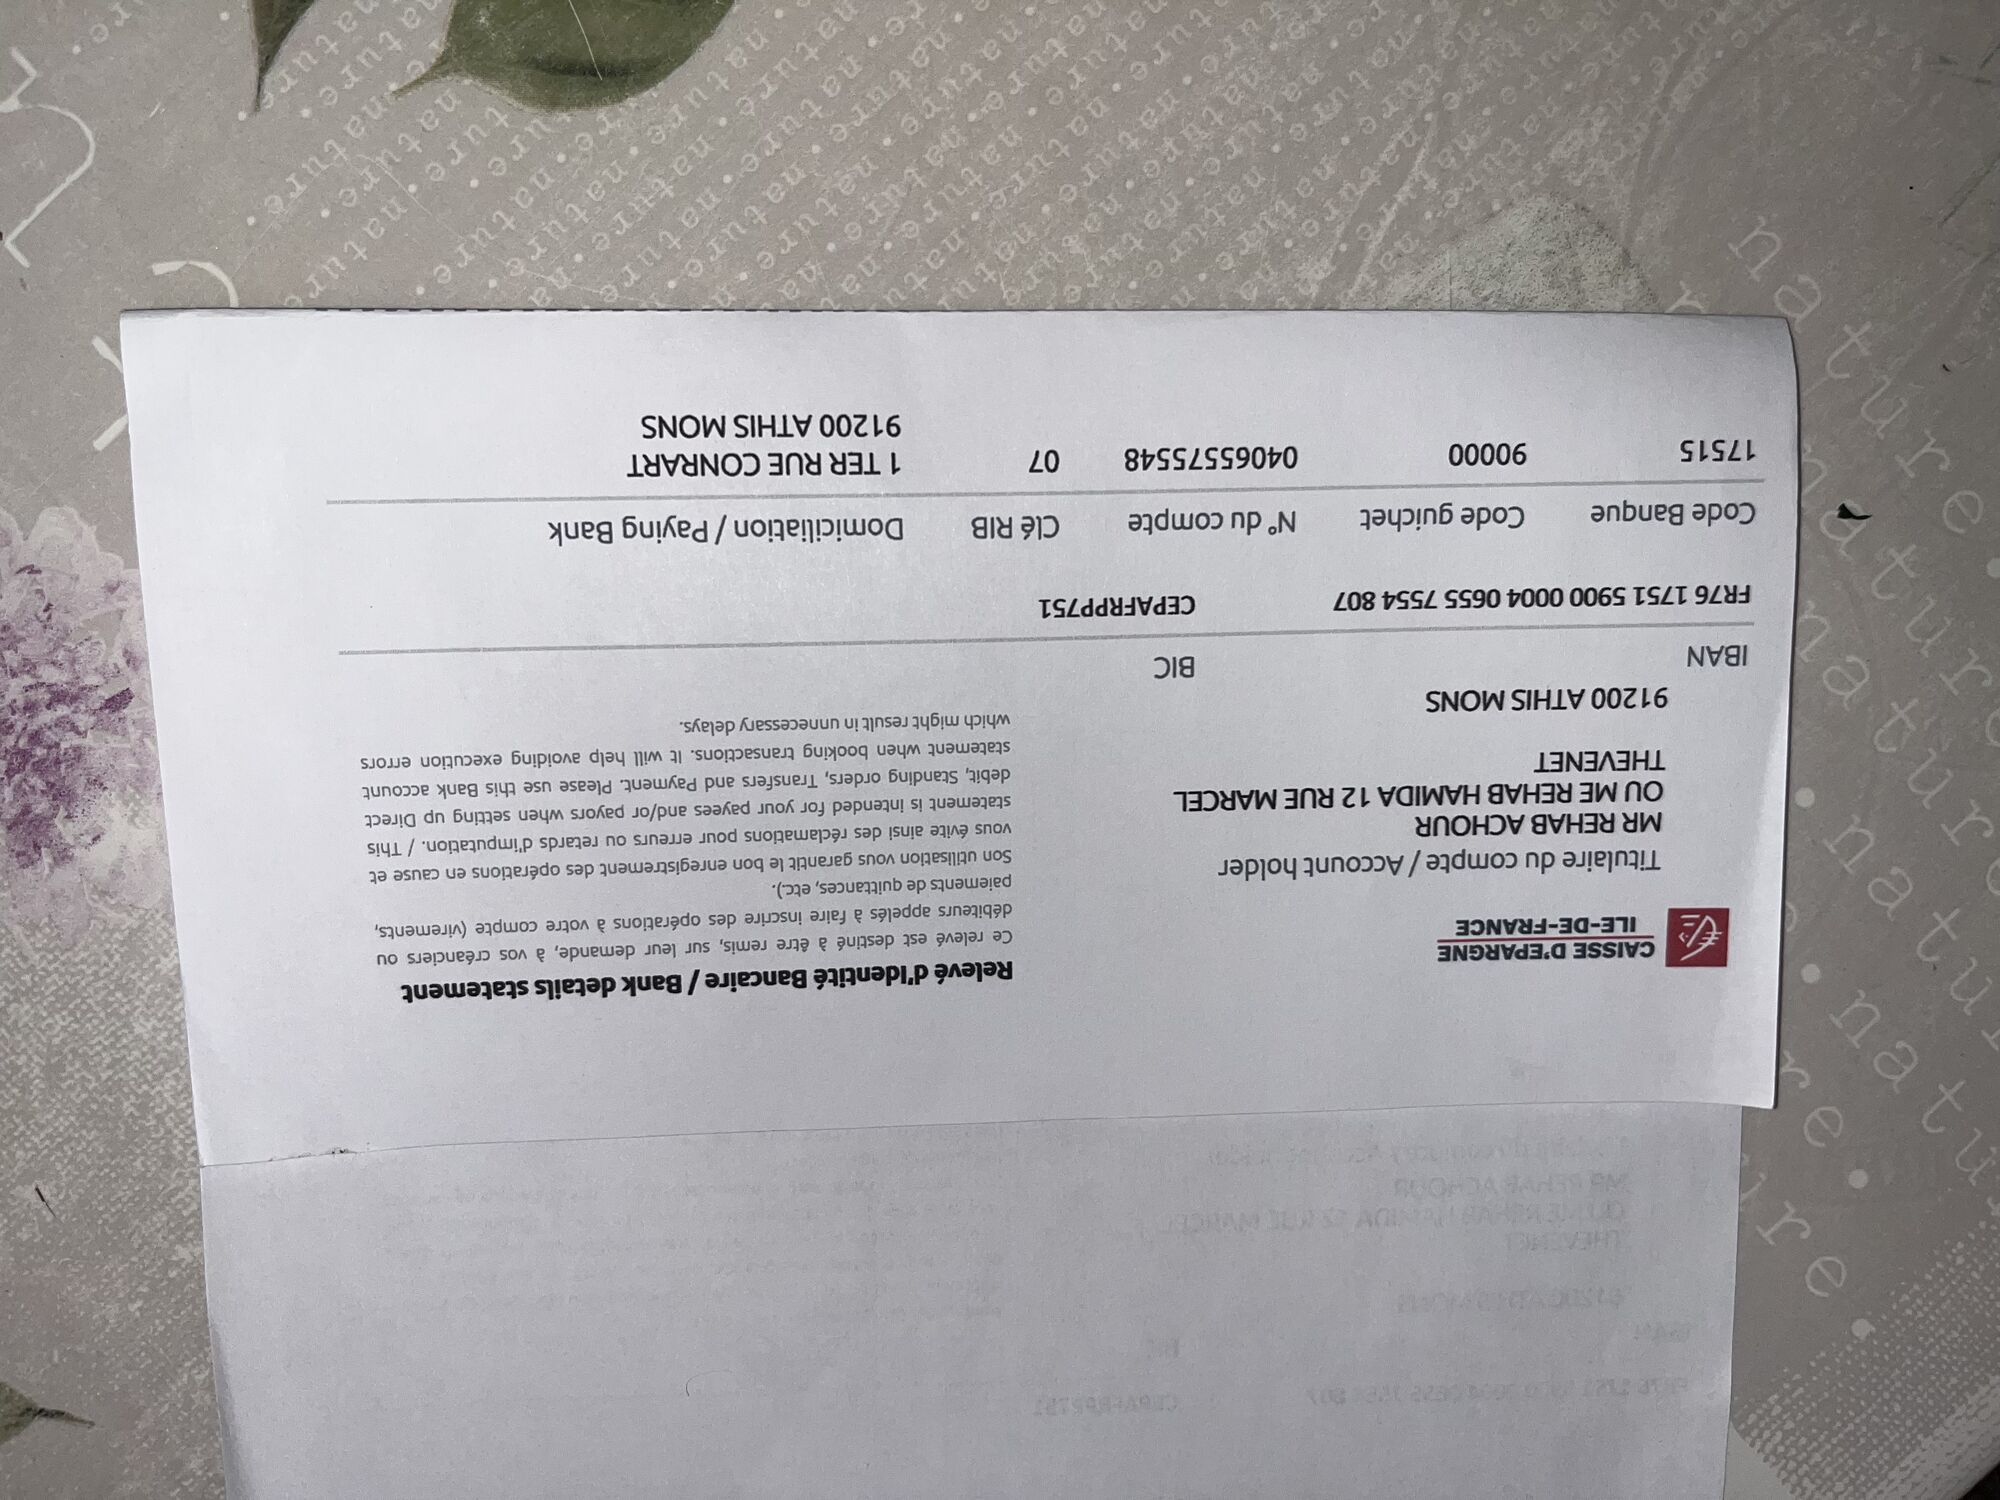 CAISSE D'EPARGNE
ILE-DE-FRANCE
Relevé d'Identité Bancaire / Bank details statement
Ce relevé est destiné à être remis, sur leur demande, à vos créanciers ou
débiteurs appelés à faire inscrire des opérations à votre compte (virements,
paiements de quittances, etc.).
Son utilisation vous garantit le bon enregistrement des opérations en cause et
vous évite ainsi des réclamations pour erreurs ou retards d'imputation. / This
statement is intended for your payees and/or payors when setting up Direct
debit, Standing orders, Transfers and Payment. Please use this Bank account
statement when booking transactions. It will help avoiding execution errors
which might result in unnecessary delays.
Titulaire du compte / Account holder
MR REHAB ACHOUR
OU ME REHAB HAMIDA 12 RUE MARCEL
THEVENET
91200 ATHIS MONS
IBAN BIC
FR76 1751 5900 0004 0655 7554 807 CEPAFRPP751
Code Banque Code guichet N° du compte Clé RIB Domiciliation / Paying Bank
17515 90000 04065575548 07 1 TER RUE CONRART
91200 ATHIS MONS
nature